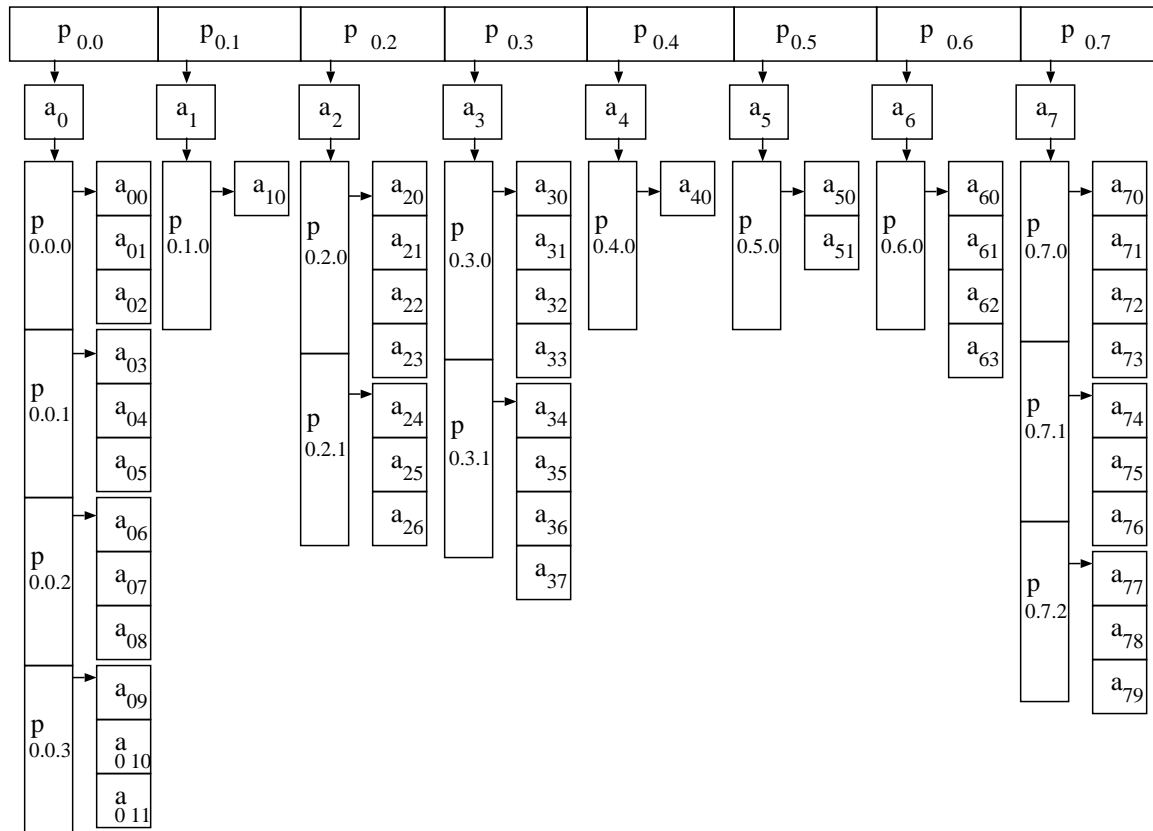 p 0.0 p 0.1 p 0.2 p 0.3 p 0.4 p 0.5 p 0.6 p 0.7
a0 a1 a2 a3 a4 a5 a6 a7
p 0.0.0 a00 p 0.1.0 a10 p 0.2.0 a20 p 0.3.0 a30 p 0.4.0 a40 p 0.5.0 a50 p 0.6.0 a60 p 0.7.0 a70
a01 a21 a31 a51 a61 a71
a02 a22 a32 a62 a72
p 0.0.1 a03 a23 a33 a63 a73
a04 p 0.2.1 a24 p 0.3.1 a34 p 0.7.1 a74
a05 a25 a35 a75
p 0.0.2 a06 a26 a36 a76
a07 a37 p 0.7.2 a77
a08 a78
p 0.0.3 a09 a79
a 0 10
a 0 11